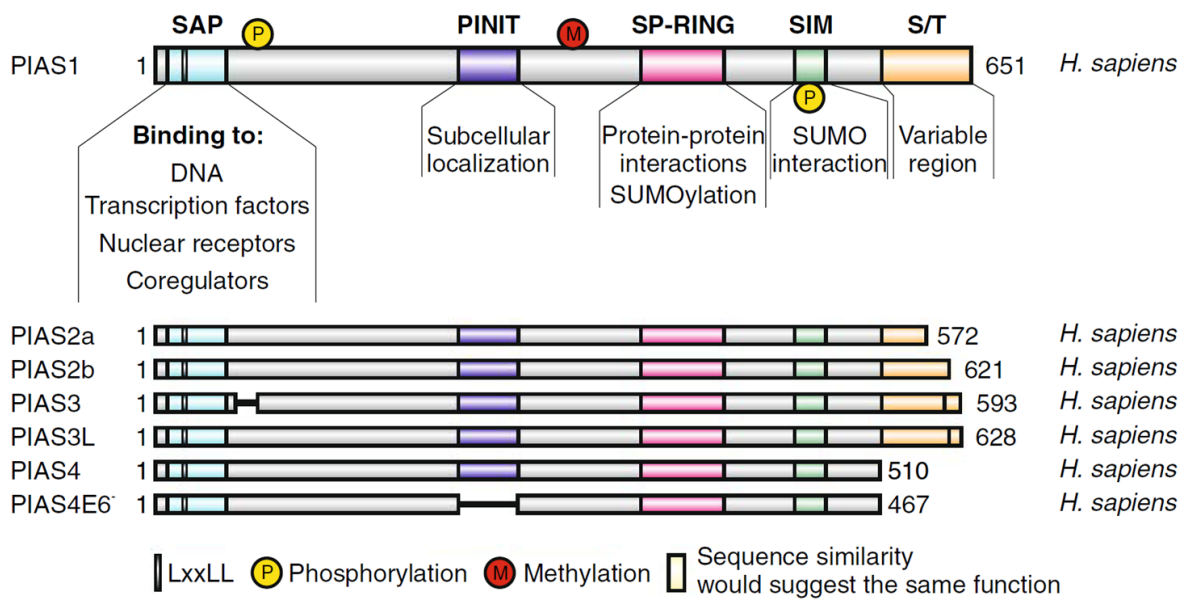 SAP P PINIT M SP-RING SIM S/T
PIAS1 1 651 H. sapiens
P
Binding to:
DNA
Transcription factors
Nuclear receptors
Coregulators
Subcellular
localization
Protein-protein
interactions
SUMOylation
SUMO
interaction
Variable
region
PIAS2a 1 572 H. sapiens
PIAS2b 1 621 H. sapiens
PIAS3 1 593 H. sapiens
PIAS3L 1 628 H. sapiens
PIAS4 1 510 H. sapiens
PIAS4E6⁻ 1 467 H. sapiens
LxxLL P Phosphorylation M Methylation Sequence similarity
would suggest the same function